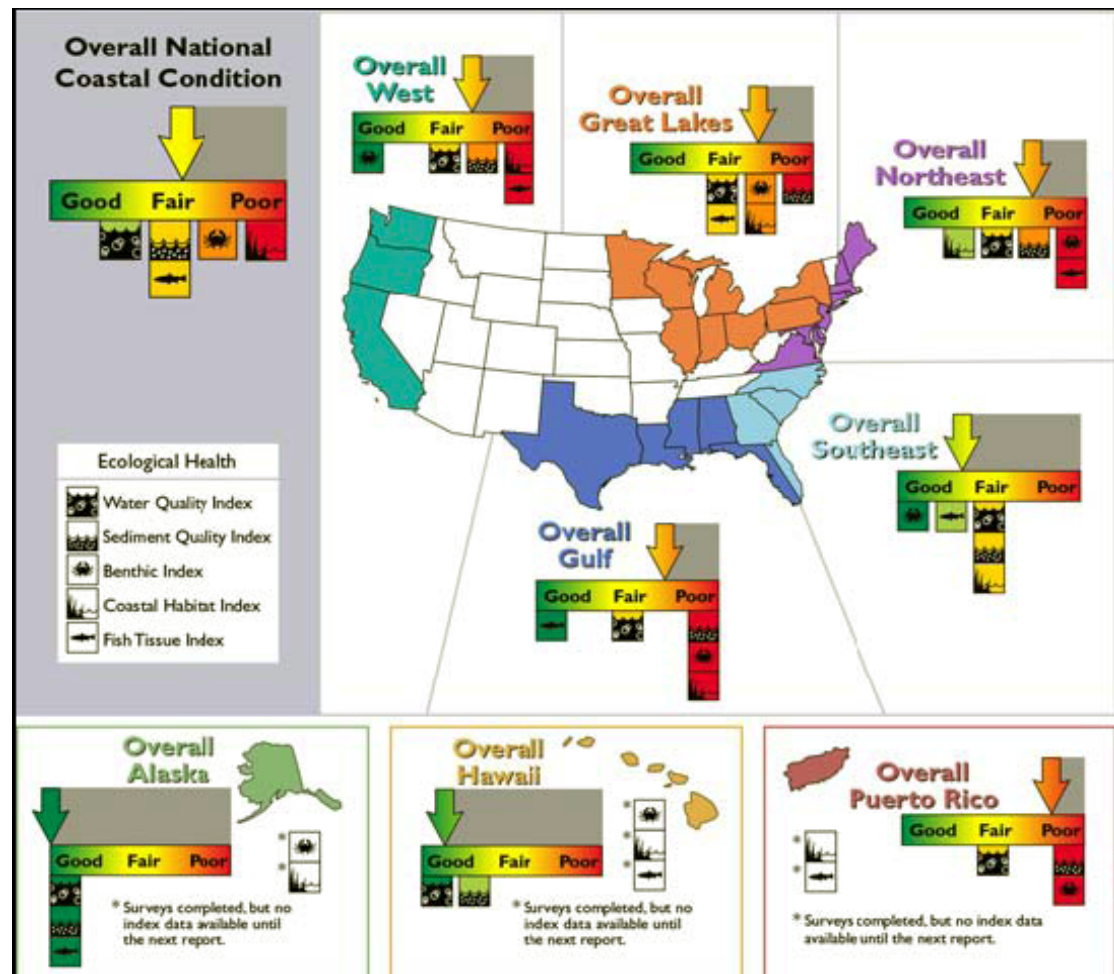 Overall National
Coastal Condition
Good Fair Poor
Overall
West
Good Fair Poor
Overall
Great Lakes
Good Fair Poor
Overall
Northeast
Good Fair Poor
Ecological Health
Water Quality Index
Sediment Quality Index
Benthic Index
Coastal Habitat Index
Fish Tissue Index
Overall
Southeast
Good Fair Poor
Overall
Gulf
Good Fair Poor
Overall
Alaska
Good Fair Poor
*
*
* Surveys completed, but no
index data available until
the next report.
Overall
Hawaii
Good Fair Poor
*
*
*
* Surveys completed, but no
index data available until
the next report.
Overall
Puerto Rico
Good Fair Poor
*
*
* Surveys completed, but no index data
available until the next report.